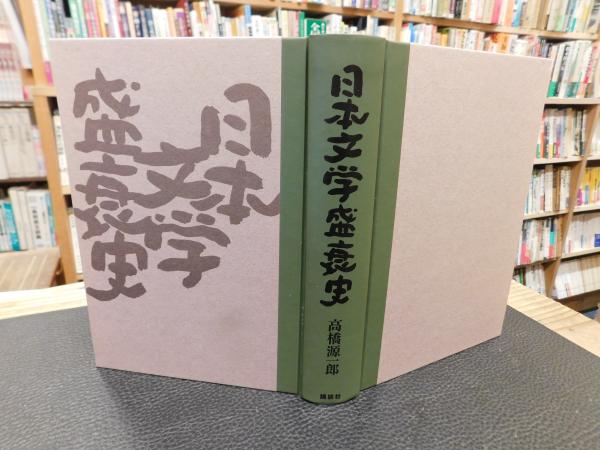 日本
文学
盛衰史
日本文学盛衰史
高橋源一郎
講談社